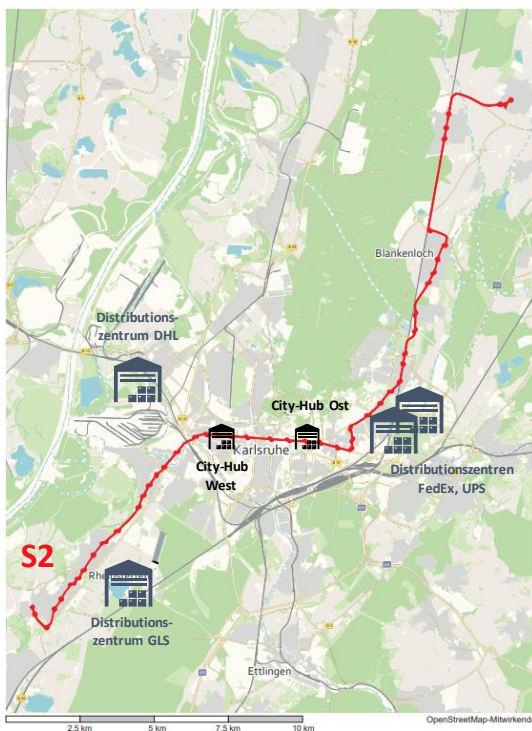 Blankenloch
Distributions-
zentrum DHL
City-Hub Ost
Karlsruhe
City-Hub
West
Distributionszentren
FedEx, UPS
S2
Distributions-
zentrum GLS
Ettlingen
2.5 km
5 km
7.5 km
10 km
OpenStreetMap-Mitwirkende